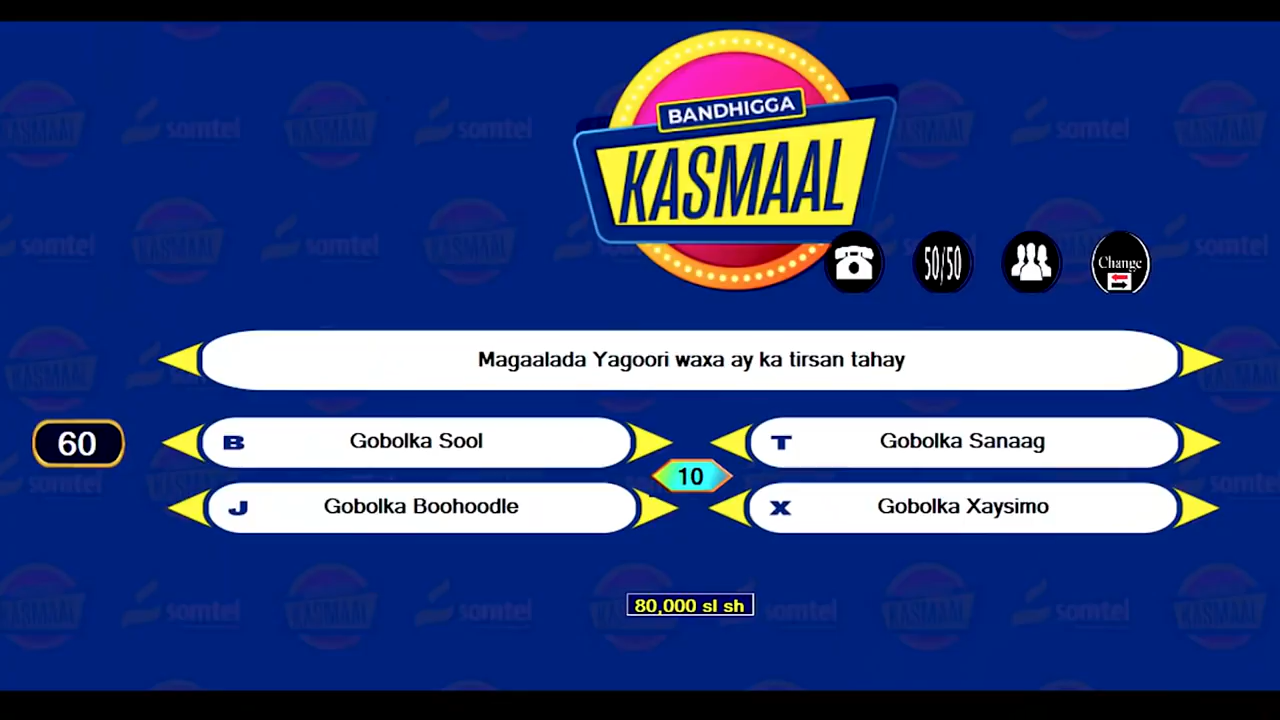 BANDHIGGA
KASMAAL
50/50
Change
Magaalada Yagoori waxa ay ka tirsan tahay
60
B Gobolka Sool
T Gobolka Sanaag
10
J Gobolka Boohoodle
X Gobolka Xaysimo
80,000 sl sh
somtel